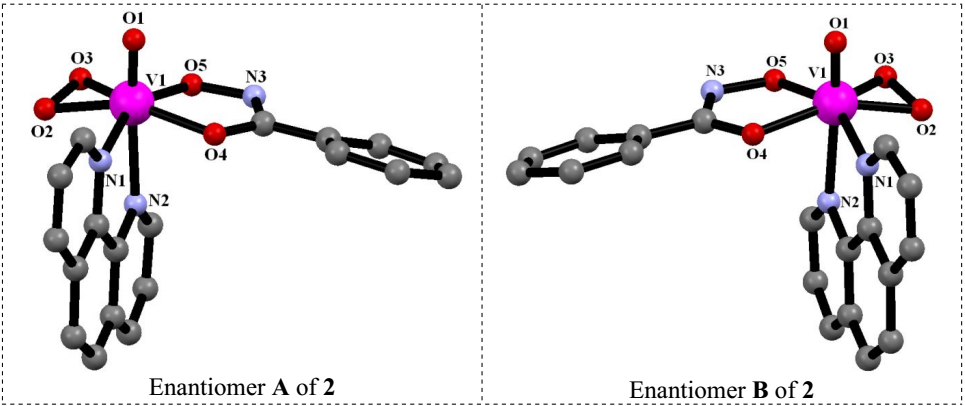 O1
O3
V1
O5
N3
O2
O4
N1
N2
Enantiomer A of 2
O1
N3
O5
V1
O3
O2
O4
N1
N2
Enantiomer B of 2